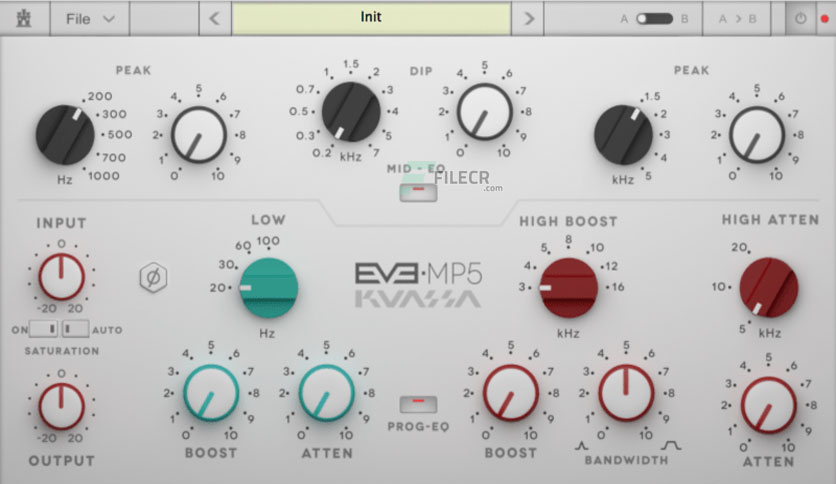 File
Init
A B
A > B
PEAK
200
300
500
700
1000
Hz
0 1 2 3 4 5 6 7 8 9 10
DIP
0.2 0.3 0.5 0.7 1 1.5 2 3 4 5 7
kHz
0 1 2 3 4 5 6 7 8 9 10
PEAK
1.5
2
3
4
5
kHz
0 1 2 3 4 5 6 7 8 9 10
MID - EQ
FILECR
.com
INPUT
0
-20 20
ON AUTO
SATURATION
0
-20 20
OUTPUT
LOW
20 30 60 100
Hz
0 1 2 3 4 5 6 7 8 9 10
BOOST
0 1 2 3 4 5 6 7 8 9 10
ATTEN
EVE·MP5
KVASSA
PROG-EQ
HIGH BOOST
3 4 5 8 10 12 16
kHz
0 1 2 3 4 5 6 7 8 9 10
BOOST
0 1 2 3 4 5 6 7 8 9 10
BANDWIDTH
HIGH ATTEN
5 10 20
kHz
0 1 2 3 4 5 6 7 8 9 10
ATTEN